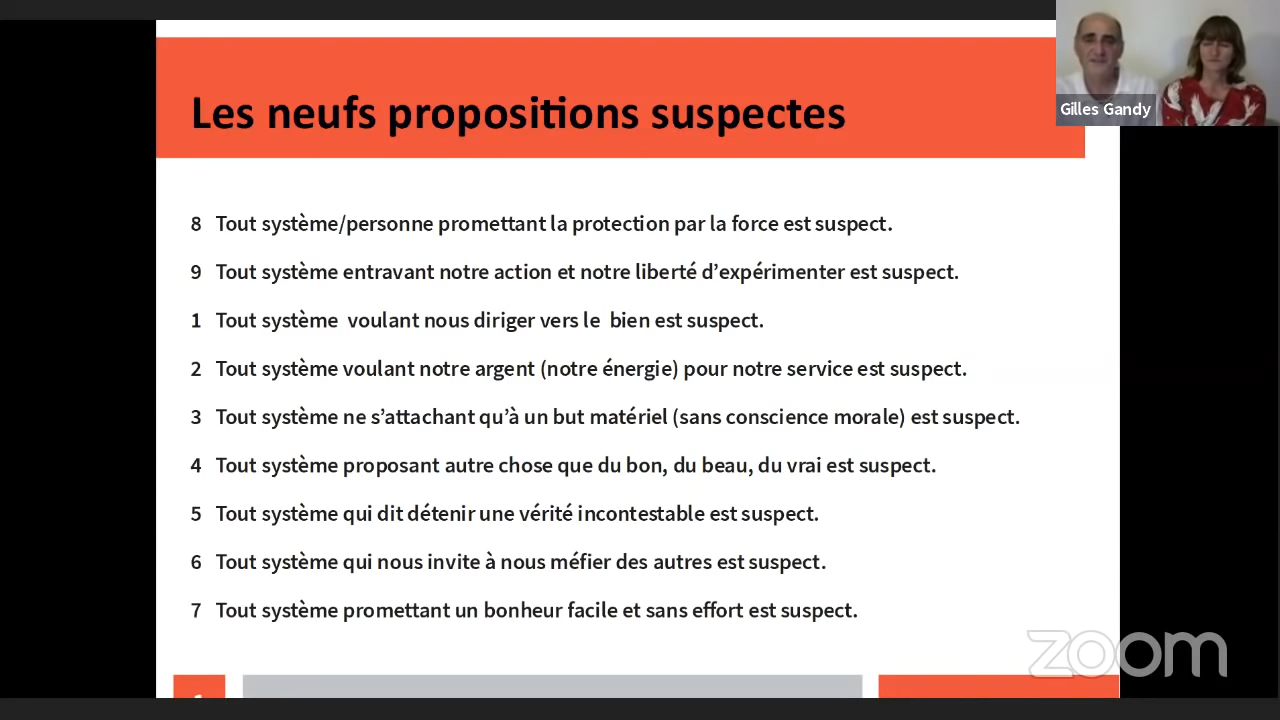 Les neufs propositions suspectes
Gilles Gandy
8 Tout système/personne promettant la protection par la force est suspect.
9 Tout système entravant notre action et notre liberté d’expérimenter est suspect.
1 Tout système voulant nous diriger vers le bien est suspect.
2 Tout système voulant notre argent (notre énergie) pour notre service est suspect.
3 Tout système ne s’attachant qu’à un but matériel (sans conscience morale) est suspect.
4 Tout système proposant autre chose que du bon, du beau, du vrai est suspect.
5 Tout système qui dit détenir une vérité incontestable est suspect.
6 Tout système qui nous invite à nous méfier des autres est suspect.
7 Tout système promettant un bonheur facile et sans effort est suspect.
zoom